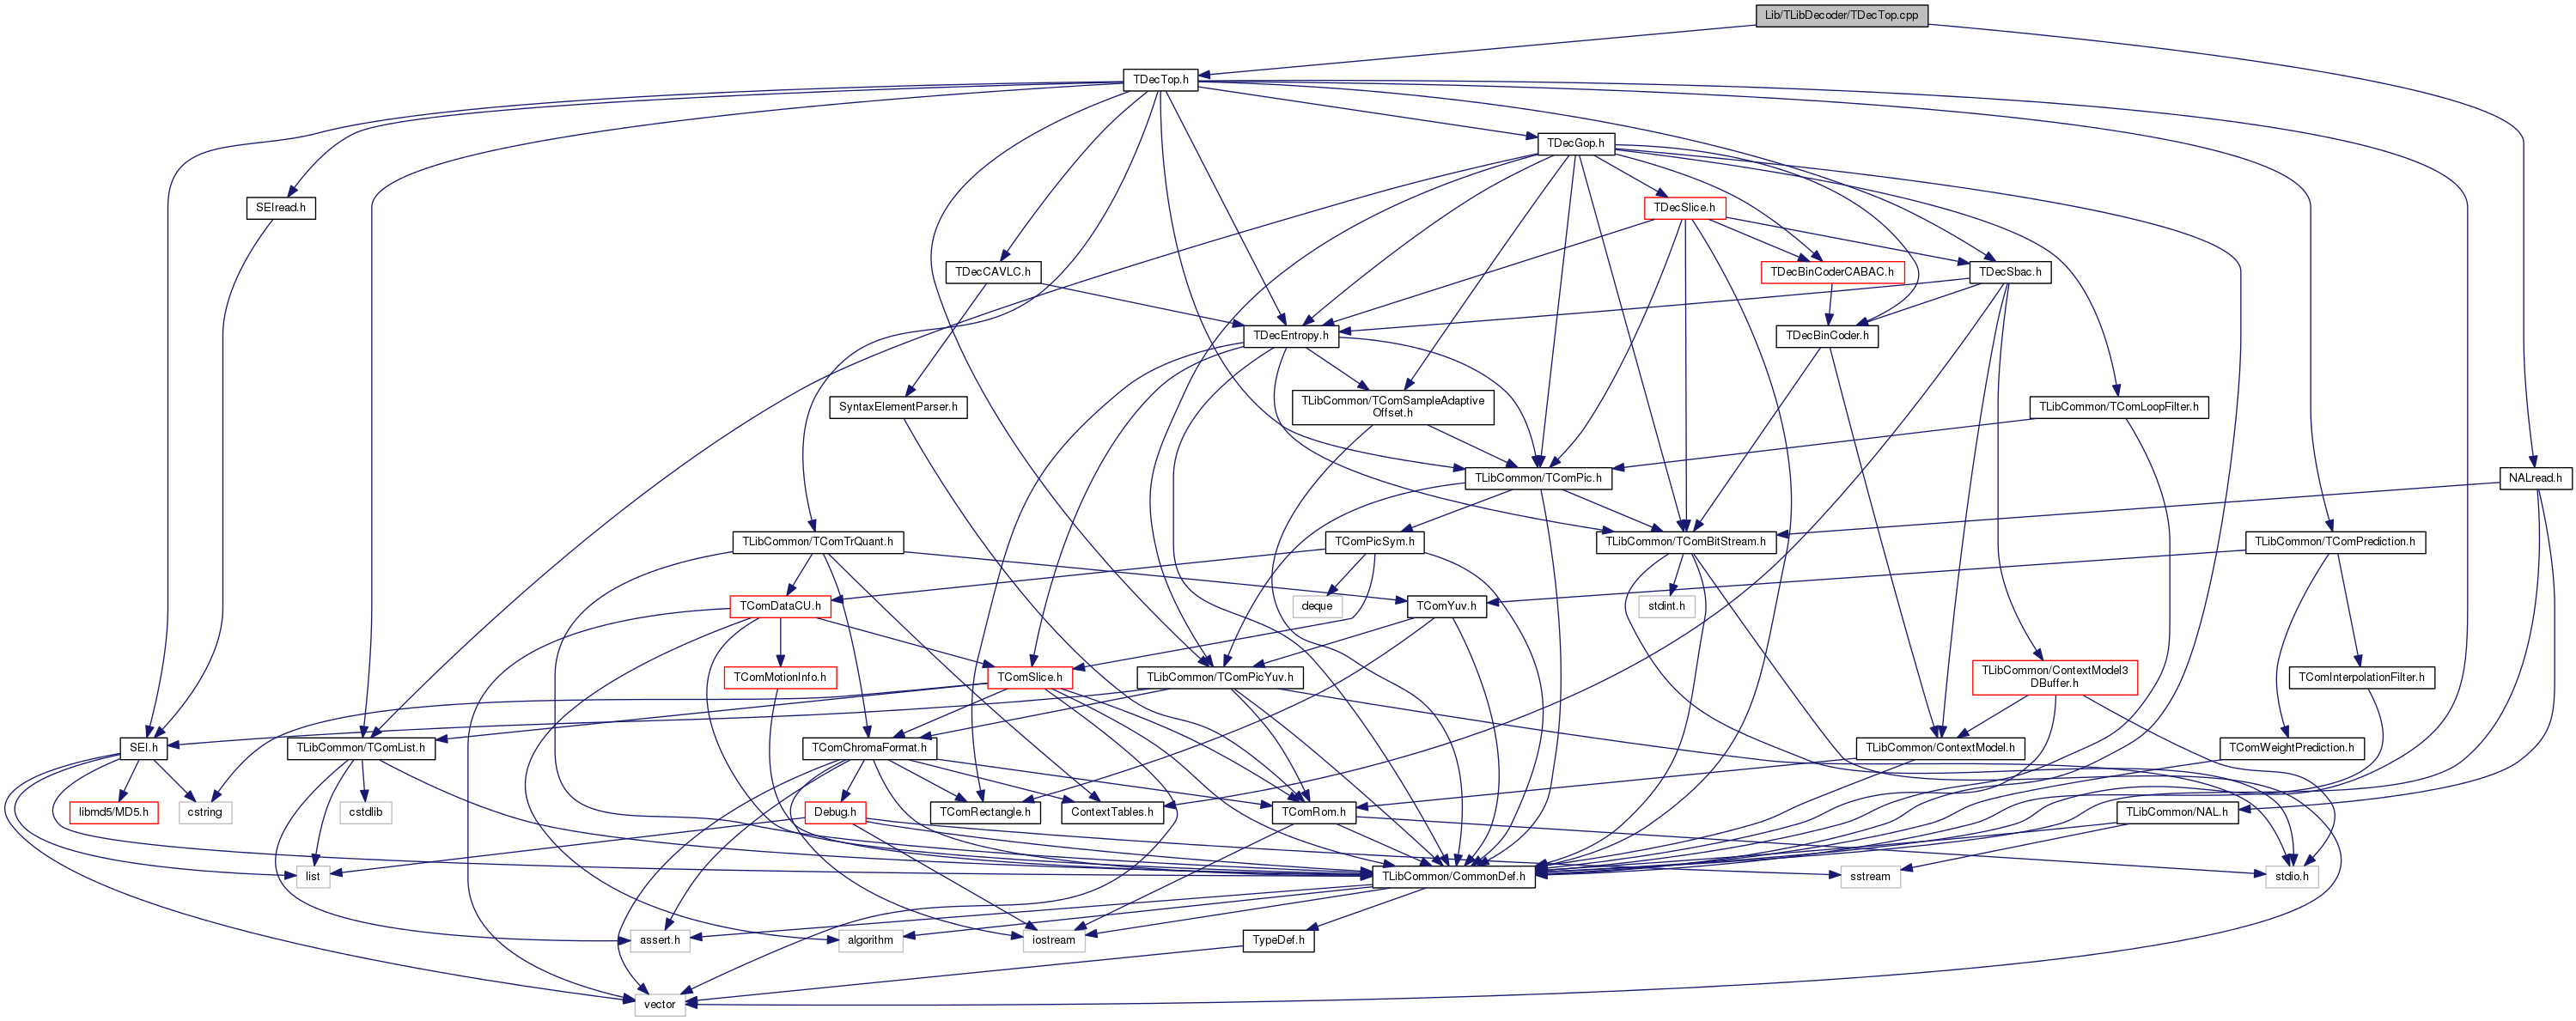 Lib/TLibDecoder/TDecTop.cpp
TDecTop.h
TDecGop.h
SEIread.h
TDecSlice.h
TDecCAVLC.h
TDecBinCoderCABAC.h
TDecSbac.h
TDecEntropy.h
TDecBinCoder.h
SyntaxElementParser.h
TLibCommon/TComSampleAdaptive
Offset.h
TLibCommon/TComLoopFilter.h
TLibCommon/TComPic.h
NALread.h
TLibCommon/TComTrQuant.h
TComPicSym.h
TLibCommon/TComBitStream.h
TLibCommon/TComPrediction.h
TComDataCU.h
deque
TComYuv.h
stdint.h
TComMotionInfo.h
TComSlice.h
TLibCommon/TComPicYuv.h
TLibCommon/ContextModel3
DBuffer.h
TComInterpolationFilter.h
SEI.h
TLibCommon/TComList.h
TComChromaFormat.h
TLibCommon/ContextModel.h
TComWeightPrediction.h
libmd5/MD5.h
cstring
cstdlib
Debug.h
TComRectangle.h
ContextTables.h
TComRom.h
TLibCommon/NAL.h
list
TLibCommon/CommonDef.h
sstream
stdio.h
assert.h
algorithm
iostream
TypeDef.h
vector